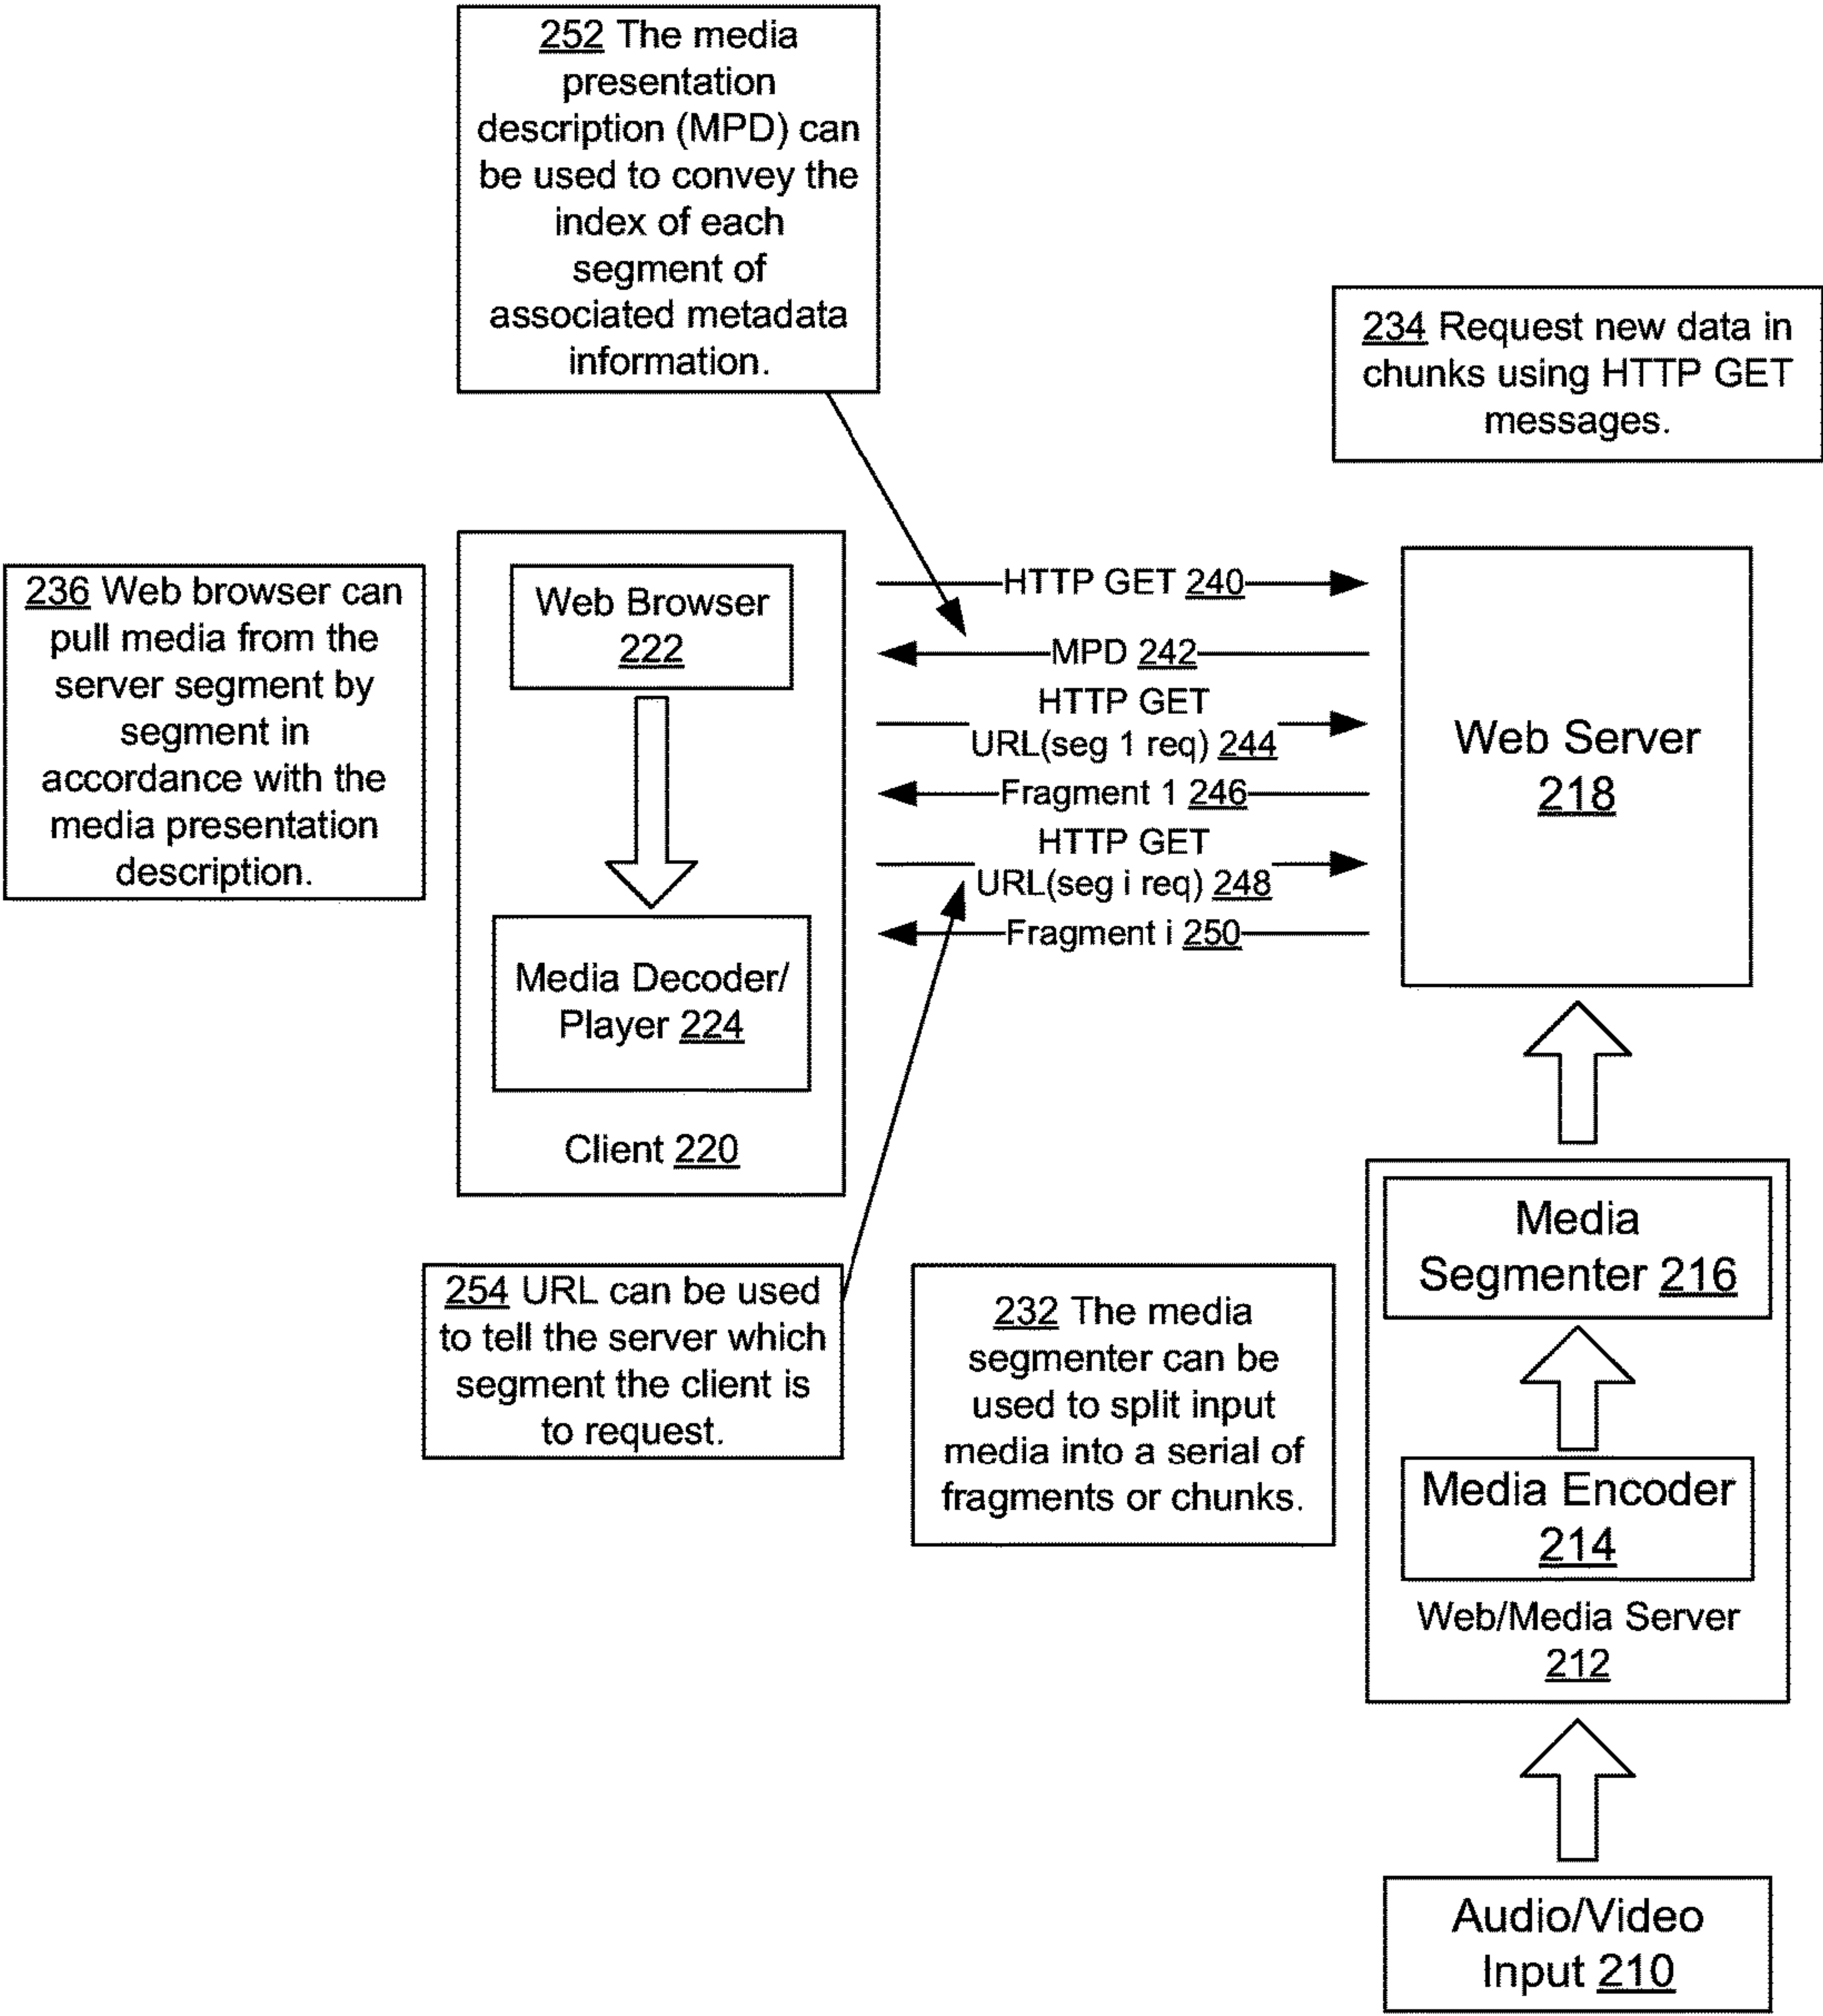 252 The media
presentation
description (MPD) can
be used to convey the
index of each
segment of
associated metadata
information.
234 Request new data in
chunks using HTTP GET
messages.
236 Web browser can
pull media from the
server segment by
segment in
accordance with the
media presentation
description.
Web Browser
222
Media Decoder/
Player 224
Client 220
HTTP GET 240
MPD 242
HTTP GET
URL(seg 1 req) 244
Fragment 1 246
HTTP GET
URL(seg i req) 248
Fragment i 250
Web Server
218
254 URL can be used
to tell the server which
segment the client is
to request.
232 The media
segmenter can be
used to split input
media into a serial of
fragments or chunks.
Media
Segmenter 216
Media Encoder
214
Web/Media Server
212
Audio/Video
Input 210